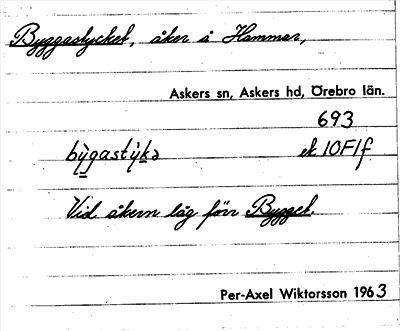 Byggastycket, åker å Hammar,
Askers sn, Askers hd, Örebro län.
693
bỳgastỳkə ek 10F1f
Vid åkern låg förr Bygget.
Per-Axel Wiktorsson 1963